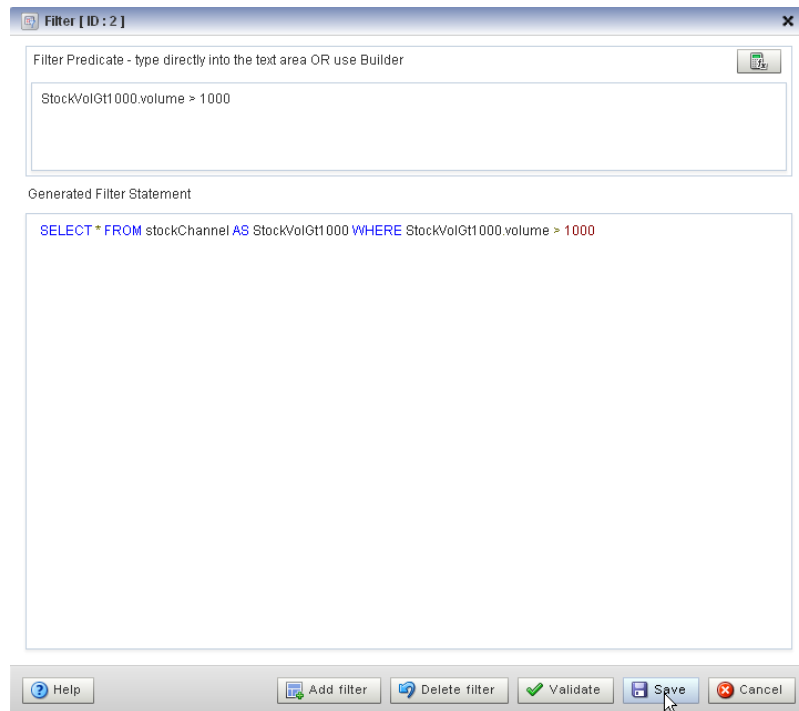 Filter [ ID : 2 ]
Filter Predicate - type directly into the text area OR use Builder
StockVolGt1000.volume > 1000
Generated Filter Statement
SELECT * FROM stockChannel AS StockVolGt1000 WHERE StockVolGt1000.volume > 1000
Help Add filter Delete filter Validate Save Cancel